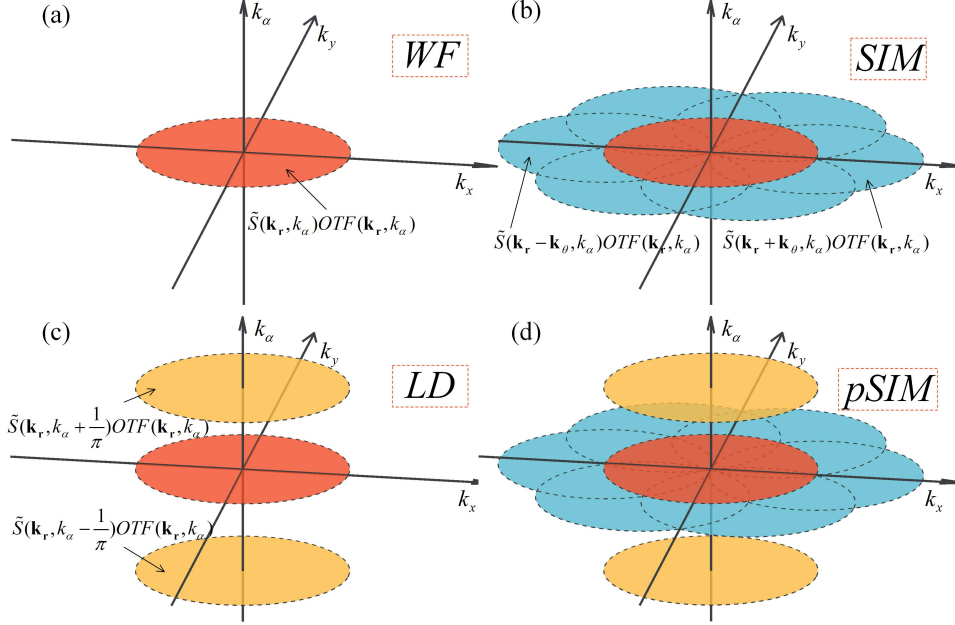 (a)
k_α
k_y
WF
k_x
S̃(k_r, k_α)OTF(k_r, k_α)
(b)
k_α
k_y
SIM
k_x
S̃(k_r − k_θ, k_α)OTF(k_r, k_α)
S̃(k_r + k_θ, k_α)OTF(k_r, k_α)
(c)
k_α
k_y
LD
S̃(k_r, k_α + 1/π)OTF(k_r, k_α)
k_x
S̃(k_r, k_α − 1/π)OTF(k_r, k_α)
(d)
k_α
k_y
pSIM
k_x